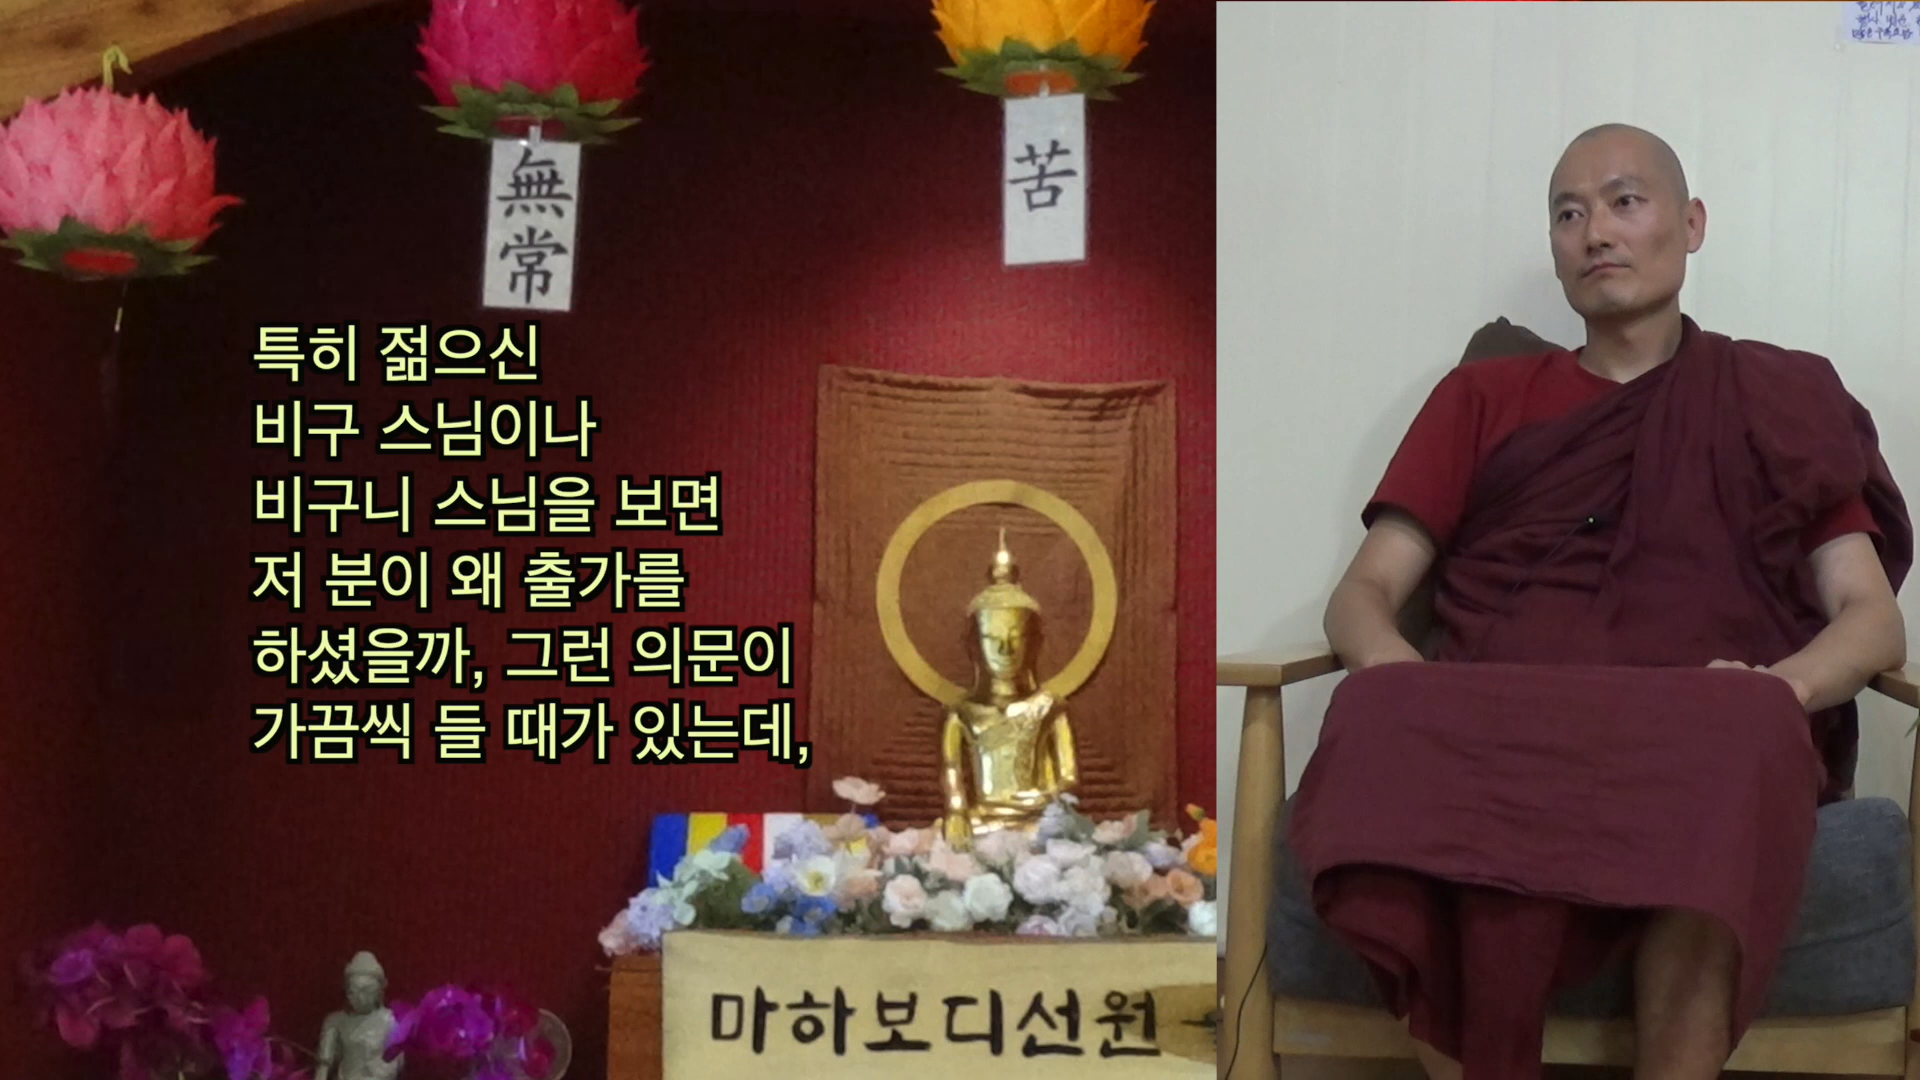 無常
苦
특히 젊으신
비구 스님이나
비구니 스님을 보면
저 분이 왜 출가를
하셨을까, 그런 의문이
가끔씩 들 때가 있는데,
마하보디선원